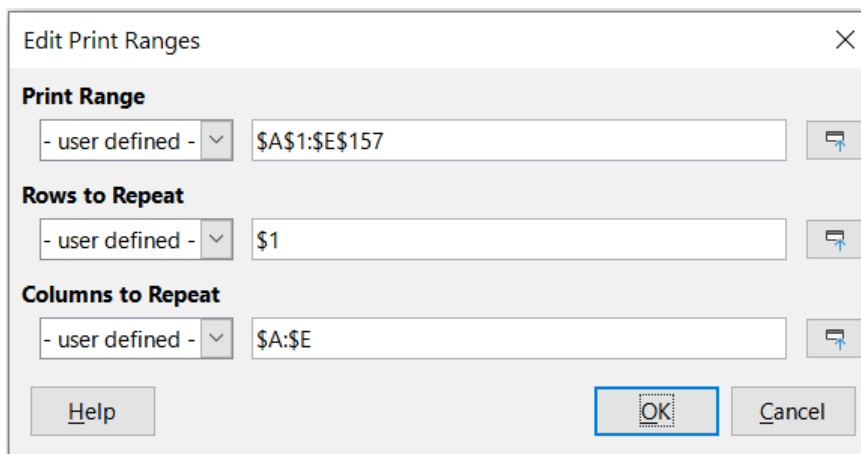 Edit Print Ranges
Print Range
- user defined -
$A$1:$E$157
Rows to Repeat
- user defined -
$1
Columns to Repeat
- user defined -
$A:$E
Help
OK
Cancel